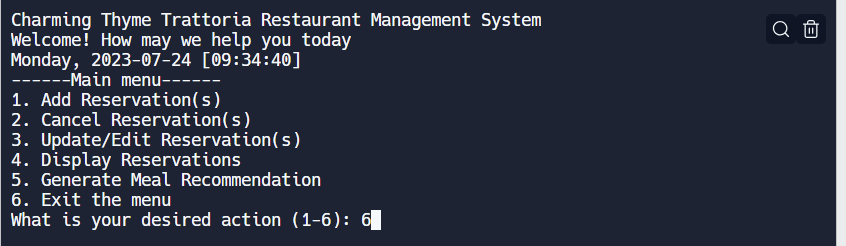 Charming Thyme Trattoria Restaurant Management System
Welcome! How may we help you today
Monday, 2023-07-24 [09:34:40]
------Main menu------
1. Add Reservation(s)
2. Cancel Reservation(s)
3. Update/Edit Reservation(s)
4. Display Reservations
5. Generate Meal Recommendation
6. Exit the menu
What is your desired action (1-6): 6